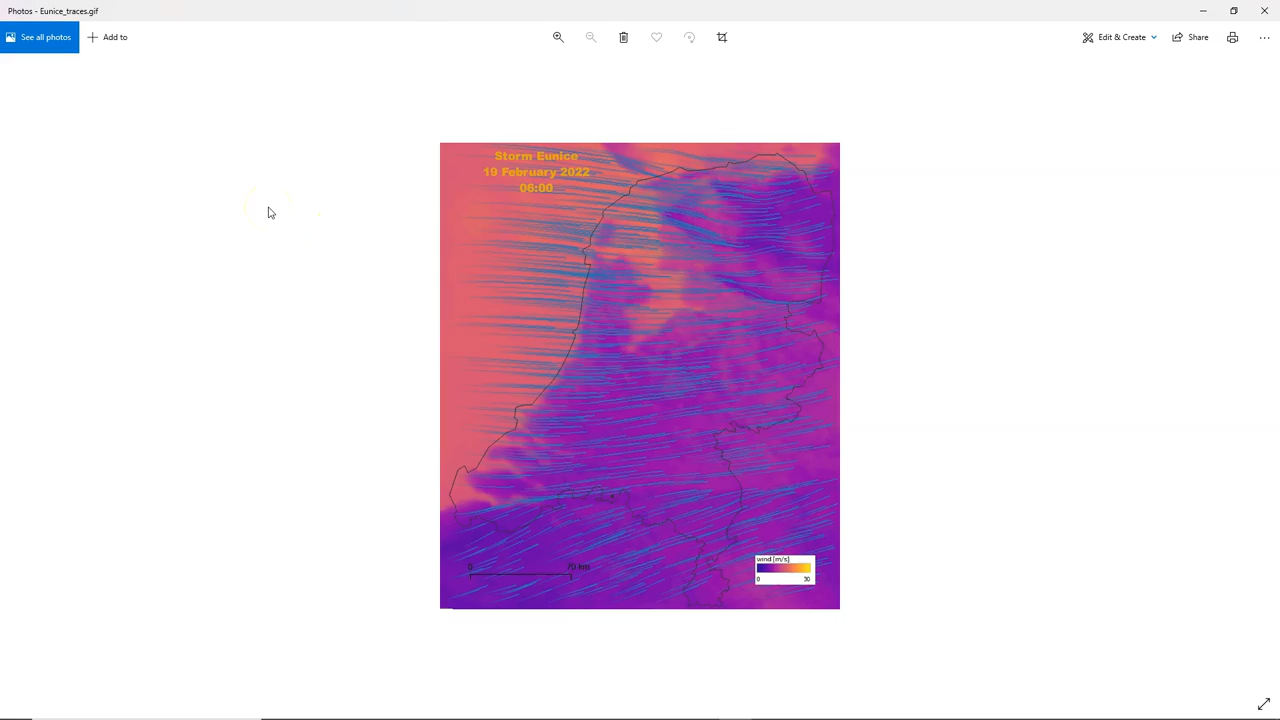 Photos - Eunice_traces.gif
See all photos
Add to
Edit & Create
Share
Storm Eunice
19 February 2022
06:00
0 70 km
wind [m/s]
0 30